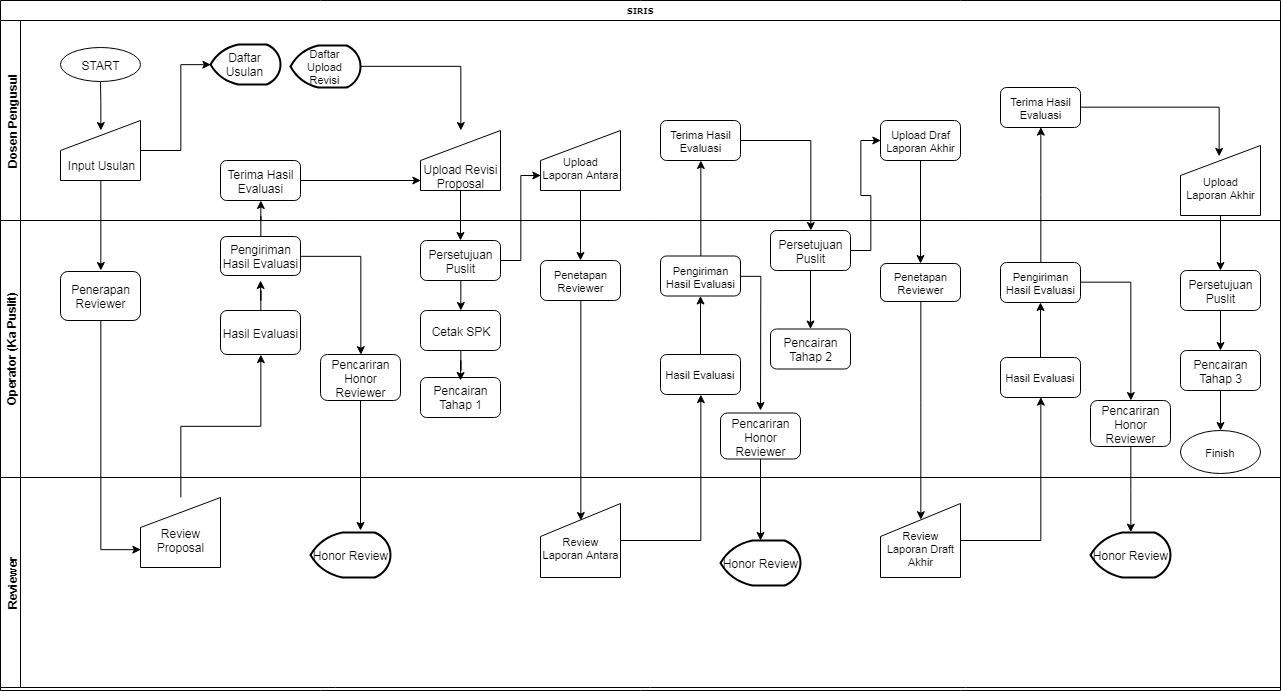 SIRIS
Dosen Pengusul
START
Daftar
Usulan
Daftar
Upload
Revisi
Input Usulan
Terima Hasil
Evaluasi
Upload Revisi
Proposal
Upload
Laporan Antara
Terima Hasil
Evaluasi
Upload Draf
Laporan Akhir
Terima Hasil
Evaluasi
Upload
Laporan Akhir
Operator (Ka Puslit)
Penerapan
Reviewer
Pengiriman
Hasil Evaluasi
Hasil Evaluasi
Pencariran
Honor
Reviewer
Persetujuan
Puslit
Cetak SPK
Pencairan
Tahap 1
Penetapan
Reviewer
Pengiriman
Hasil Evaluasi
Hasil Evaluasi
Pencariran
Honor
Reviewer
Persetujuan
Puslit
Pencairan
Tahap 2
Penetapan
Reviewer
Pengiriman
Hasil Evaluasi
Hasil Evaluasi
Pencariran
Honor
Reviewer
Persetujuan
Puslit
Pencairan
Tahap 3
Finish
Reviewer
Review
Proposal
Honor Review
Review
Laporan Antara
Honor Review
Review
Laporan Draft
Akhir
Honor Review